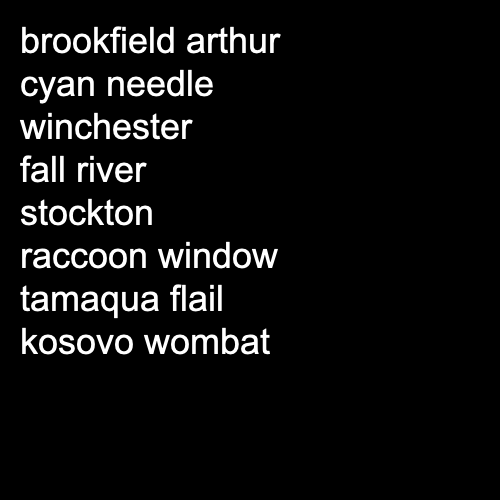 brookfield arthur
cyan needle
winchester
fall river
stockton
raccoon window
tamaqua flail
kosovo wombat